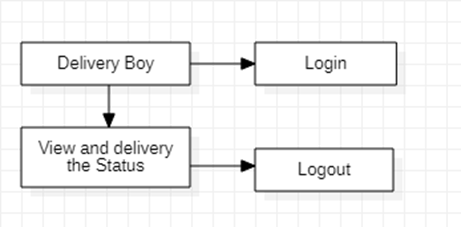 Delivery Boy
Login
View and delivery
the Status
Logout